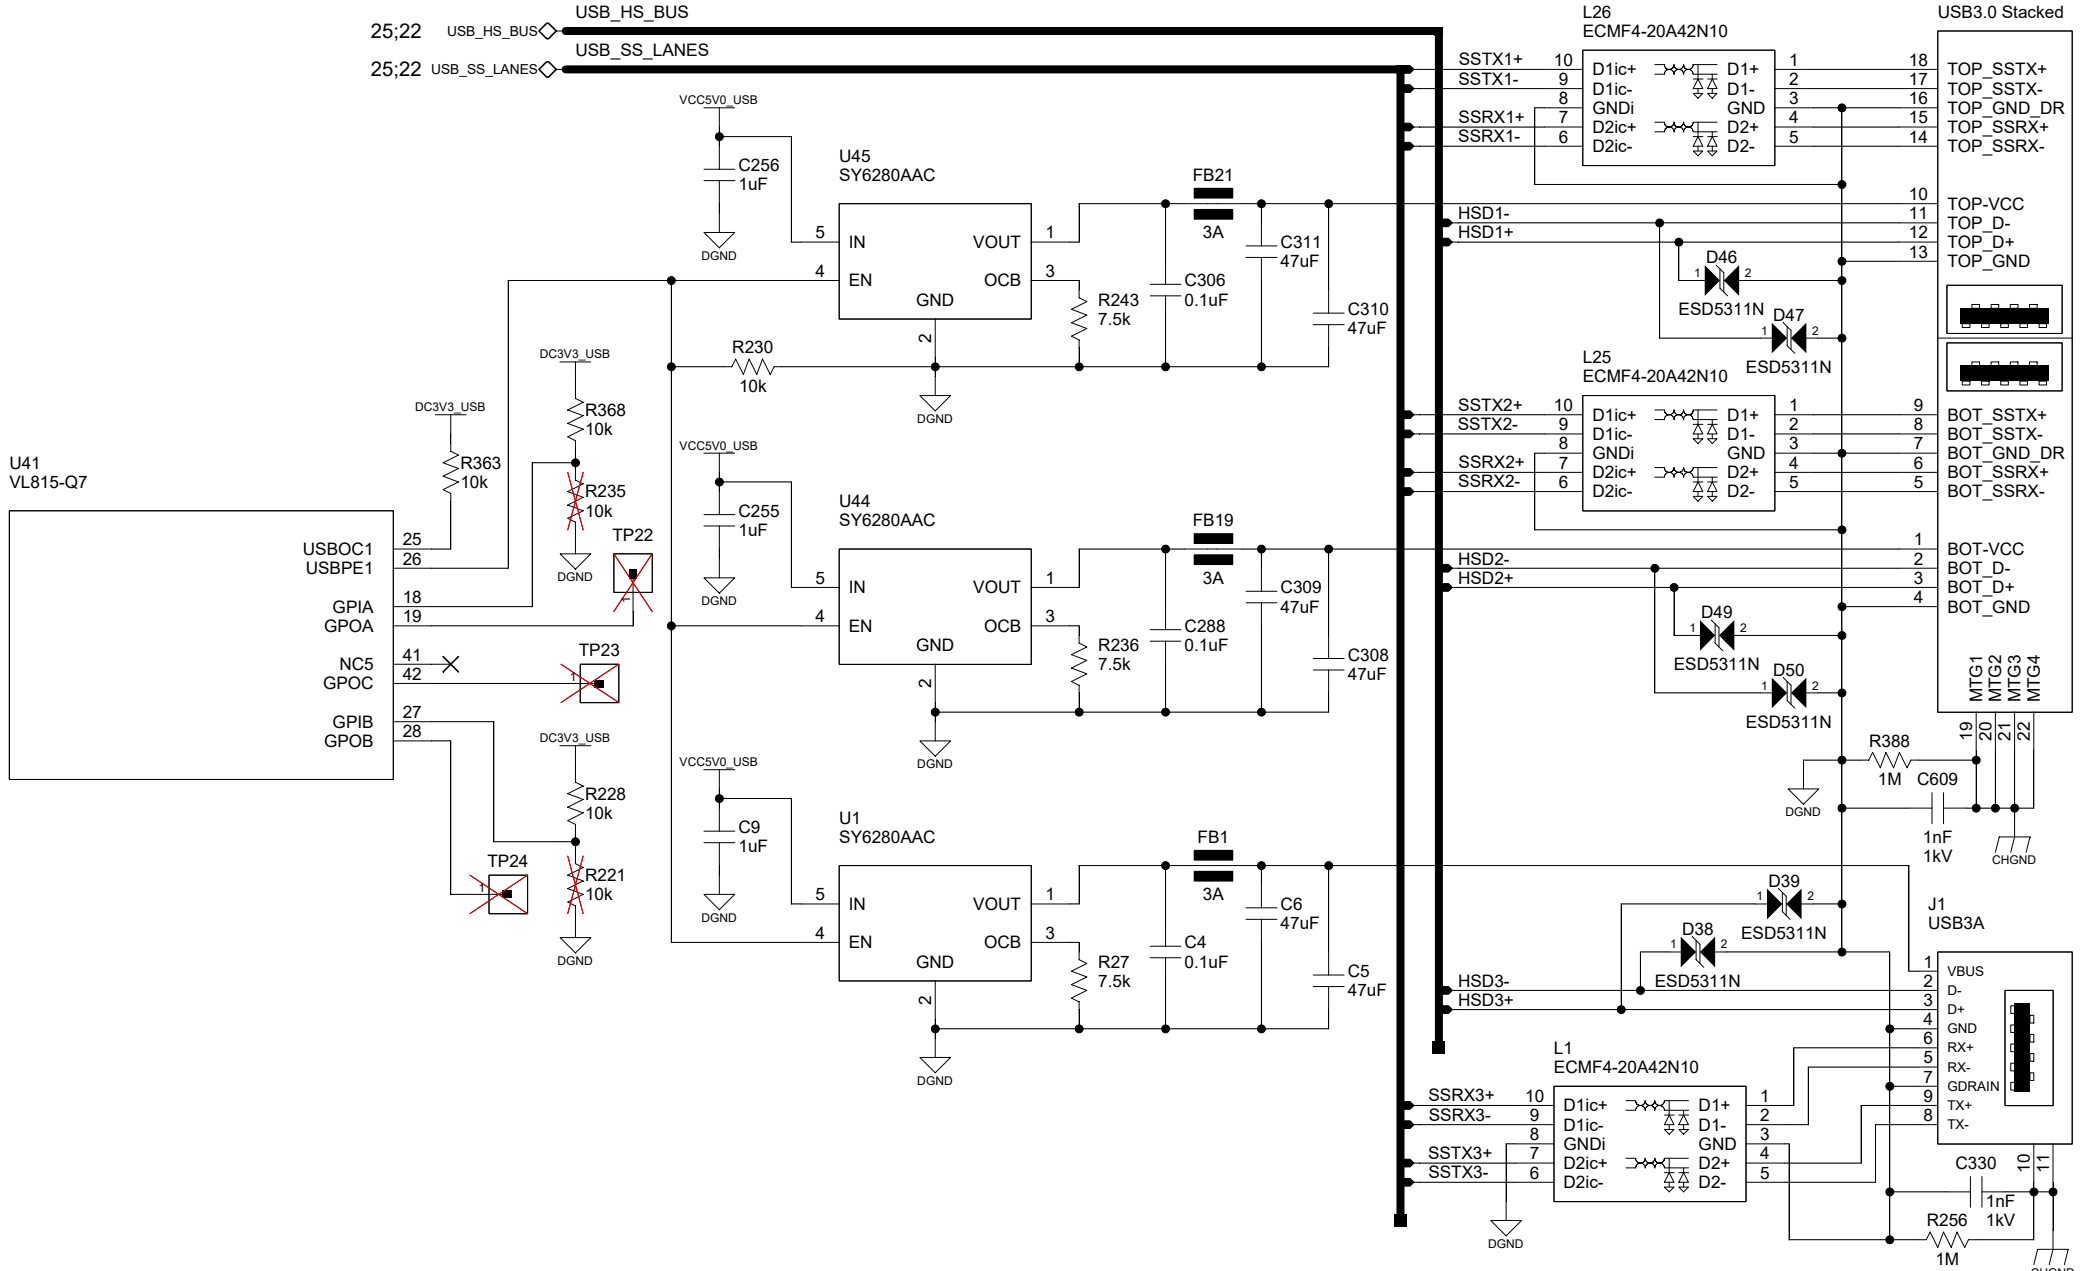 USB_HS_BUS
25;22 USB_HS_BUS
USB_SS_LANES
25;22 USB_SS_LANES
U41
VL815-Q7
USBOC1 25
USBPE1 26
GPIA 18
GPOA 19
NC5 41
GPOC 42
GPIB 27
GPOB 28
DC3V3_USB
R363
10k
DC3V3_USB
R368
10k
R235
10k
DGND
TP22
1
TP23
1
DC3V3_USB
R228
10k
R221
10k
DGND
TP24
1
VCC5V0_USB
C256
1uF
DGND
U45
SY6280AAC
5 IN
4 EN
VOUT 1
OCB 3
GND
2
R230
10k
DGND
R243
7.5k
C306
0.1uF
FB21
3A
C311
47uF
C310
47uF
VCC5V0_USB
C255
1uF
DGND
U44
SY6280AAC
5 IN
4 EN
VOUT 1
OCB 3
GND
2
DGND
R236
7.5k
C288
0.1uF
FB19
3A
C309
47uF
C308
47uF
VCC5V0_USB
C9
1uF
DGND
U1
SY6280AAC
5 IN
4 EN
VOUT 1
OCB 3
GND
2
DGND
R27
7.5k
C4
0.1uF
FB1
3A
C6
47uF
C5
47uF
L26
ECMF4-20A42N10
SSTX1+ 10 D1ic+ D1+ 1
SSTX1- 9 D1ic- D1- 2
8 GNDi GND 3
SSRX1+ 7 D2ic+ D2+ 4
SSRX1- 6 D2ic- D2- 5
HSD1-
HSD1+
D46
1 2
ESD5311N
D47
1 2
ESD5311N
L25
ECMF4-20A42N10
SSTX2+ 10 D1ic+ D1+ 1
SSTX2- 9 D1ic- D1- 2
8 GNDi GND 3
SSRX2+ 7 D2ic+ D2+ 4
SSRX2- 6 D2ic- D2- 5
HSD2-
HSD2+
D49
1 2
ESD5311N
D50
1 2
ESD5311N
USB3.0 Stacked
18 TOP_SSTX+
17 TOP_SSTX-
16 TOP_GND_DR
15 TOP_SSRX+
14 TOP_SSRX-
10 TOP-VCC
11 TOP_D-
12 TOP_D+
13 TOP_GND
9 BOT_SSTX+
8 BOT_SSTX-
7 BOT_GND_DR
6 BOT_SSRX+
5 BOT_SSRX-
1 BOT-VCC
2 BOT_D-
3 BOT_D+
4 BOT_GND
MTG1
MTG2
MTG3
MTG4
19
20
21
22
R388
1M
DGND
C609
1nF
1kV
CHGND
D39
1 2
ESD5311N
D38
1 2
ESD5311N
HSD3-
HSD3+
J1
USB3A
1 VBUS
2 D-
3 D+
4 GND
6 RX+
5 RX-
7 GDRAIN
9 TX+
8 TX-
10
11
L1
ECMF4-20A42N10
SSRX3+ 10 D1ic+ D1+ 1
SSRX3- 9 D1ic- D1- 2
8 GNDi GND 3
SSTX3+ 7 D2ic+ D2+ 4
SSTX3- 6 D2ic- D2- 5
DGND
C330
1nF
1kV
R256
1M